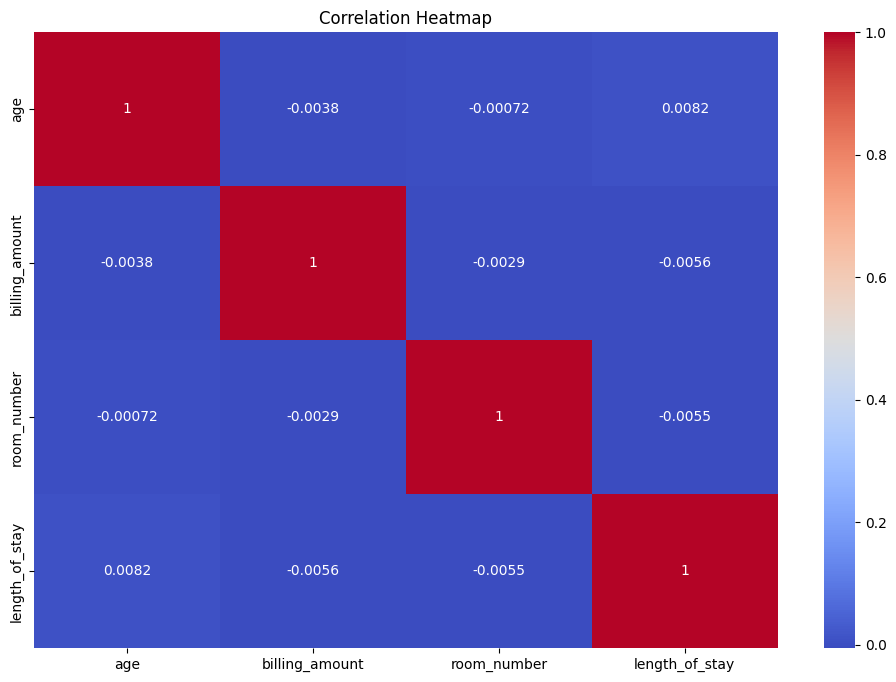 Correlation Heatmap
age 1 -0.0038 -0.00072 0.0082
billing_amount -0.0038 1 -0.0029 -0.0056
room_number -0.00072 -0.0029 1 -0.0055
length_of_stay 0.0082 -0.0056 -0.0055 1
age billing_amount room_number length_of_stay
1.0
0.8
0.6
0.4
0.2
0.0